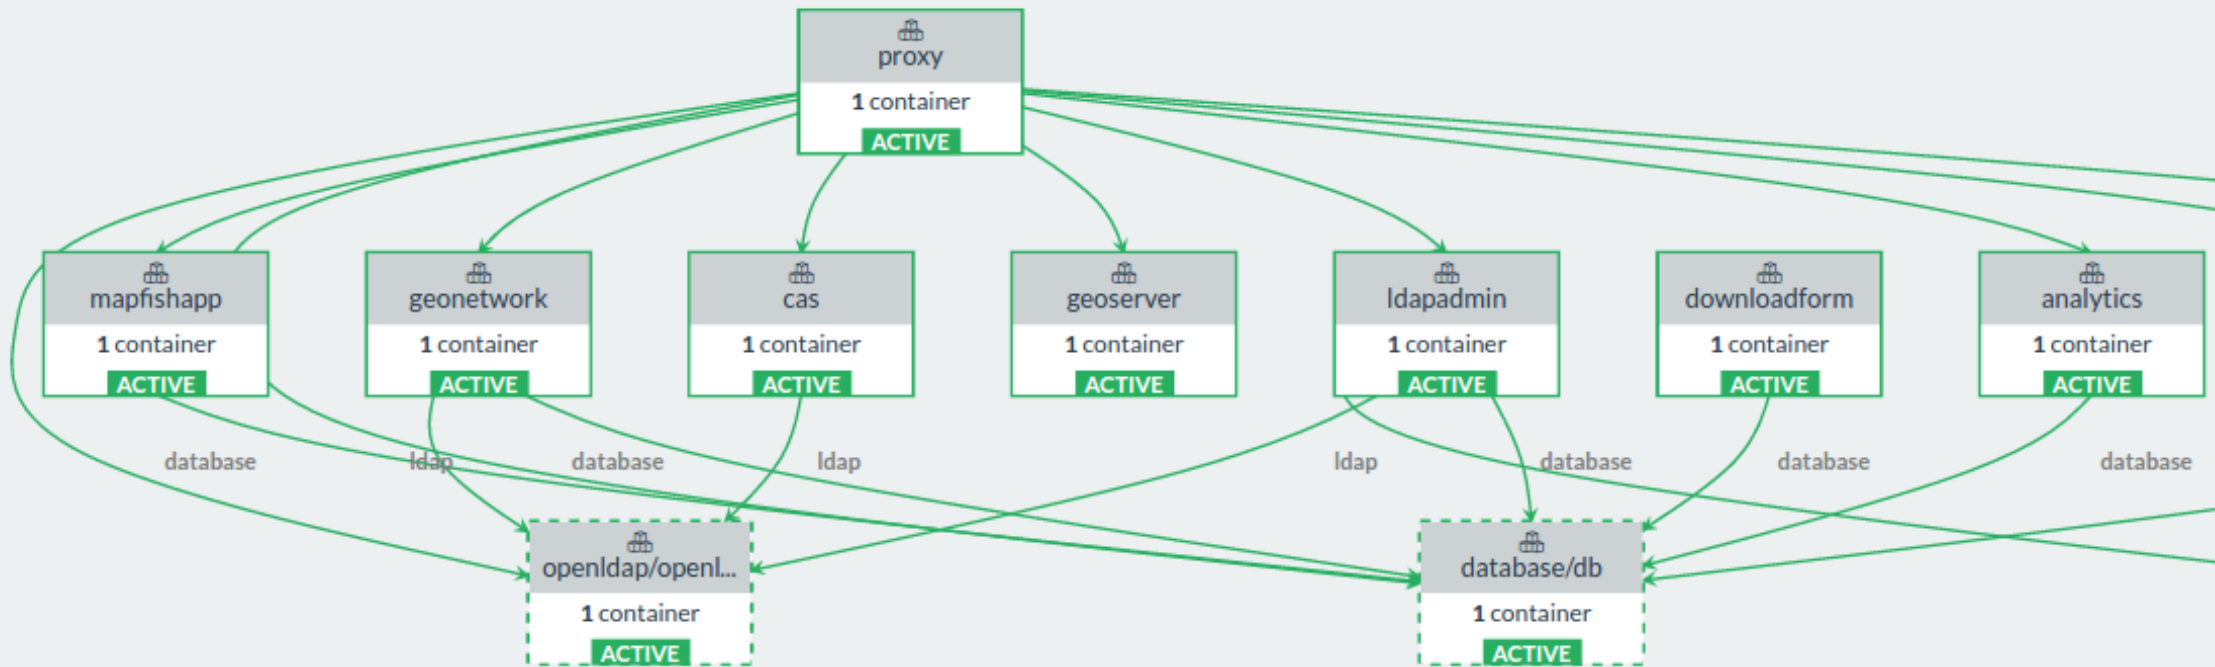 proxy
1 container
ACTIVE
mapfishapp
1 container
ACTIVE
geonetwork
1 container
ACTIVE
cas
1 container
ACTIVE
geoserver
1 container
ACTIVE
ldapadmin
1 container
ACTIVE
downloadform
1 container
ACTIVE
analytics
1 container
ACTIVE
database
ldap
database
ldap
ldap
database
database
database
openldap/openl...
1 container
ACTIVE
database/db
1 container
ACTIVE